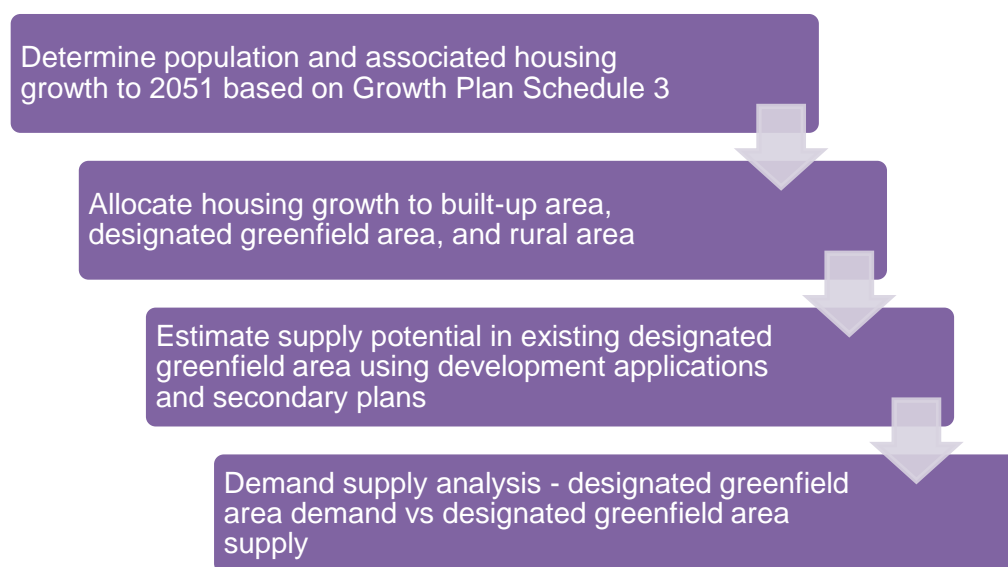 Determine population and associated housing
growth to 2051 based on Growth Plan Schedule 3
Allocate housing growth to built-up area,
designated greenfield area, and rural area
Estimate supply potential in existing designated
greenfield area using development applications
and secondary plans
Demand supply analysis - designated greenfield
area demand vs designated greenfield area
supply